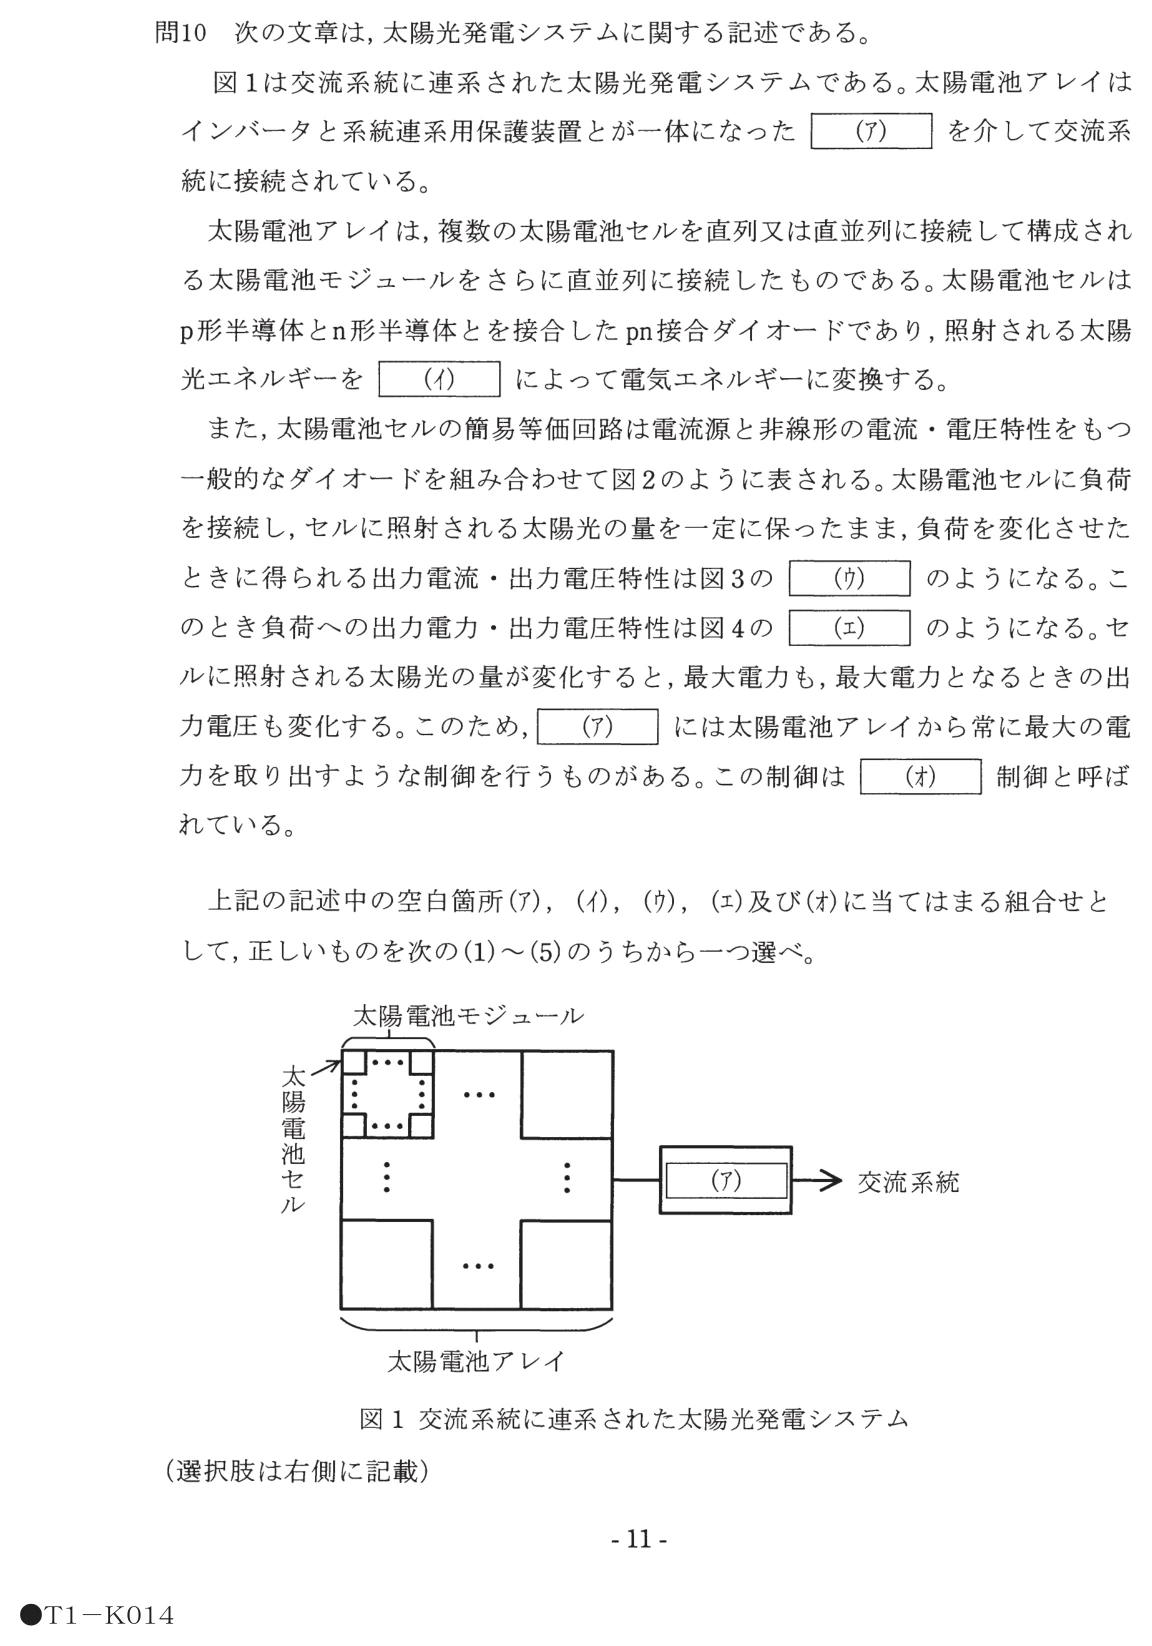 問10 次の文章は,太陽光発電システムに関する記述である。
図1は交流系統に連系された太陽光発電システムである。太陽電池アレイは
インバータと系統連系用保護装置とが一体になった (ア) を介して交流系
統に接続されている。
太陽電池アレイは,複数の太陽電池セルを直列又は直並列に接続して構成され
る太陽電池モジュールをさらに直並列に接続したものである。太陽電池セルは
p形半導体とn形半導体とを接合したpn接合ダイオードであり,照射される太陽
光エネルギーを (イ) によって電気エネルギーに変換する。
また,太陽電池セルの簡易等価回路は電流源と非線形の電流・電圧特性をもつ
一般的なダイオードを組み合わせて図2のように表される。太陽電池セルに負荷
を接続し,セルに照射される太陽光の量を一定に保ったまま,負荷を変化させた
ときに得られる出力電流・出力電圧特性は図3の (ウ) のようになる。こ
のとき負荷への出力電力・出力電圧特性は図4の (エ) のようになる。セ
ルに照射される太陽光の量が変化すると,最大電力も,最大電力となるときの出
力電圧も変化する。このため, (ア) には太陽電池アレイから常に最大の電
力を取り出すような制御を行うものがある。この制御は (オ) 制御と呼ば
れている。
上記の記述中の空白箇所(ア),(イ),(ウ),(エ)及び(オ)に当てはまる組合せと
して,正しいものを次の(1)～(5)のうちから一つ選べ。
太陽電池モジュール
太陽電池セル
(ア)
交流系統
太陽電池アレイ
図1 交流系統に連系された太陽光発電システム
(選択肢は右側に記載)
- 11 -
●T1－K014